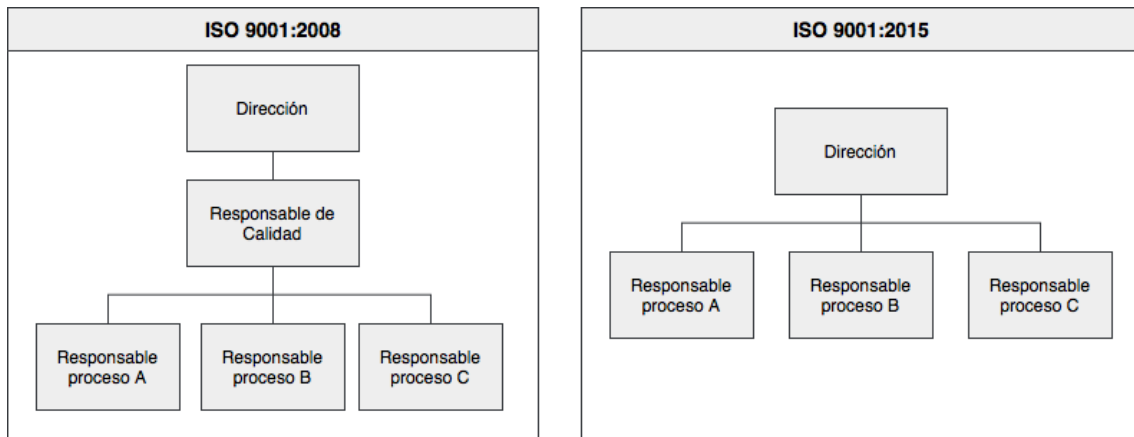 ISO 9001:2008
Dirección
Responsable de
Calidad
Responsable
proceso A
Responsable
proceso B
Responsable
proceso C
ISO 9001:2015
Dirección
Responsable
proceso A
Responsable
proceso B
Responsable
proceso C